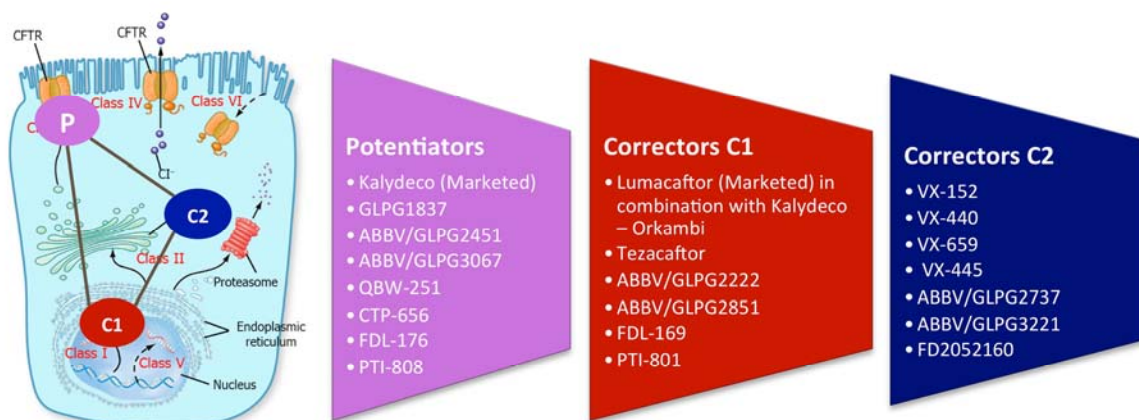 CFTR
CFTR
Class IV
Class VI
P
Cl⁻
C2
Class II
Proteasome
C1
Endoplasmic
reticulum
Class I
Class V
Nucleus
Potentiators
• Kalydeco (Marketed)
• GLPG1837
• ABBV/GLPG2451
• ABBV/GLPG3067
• QBW-251
• CTP-656
• FDL-176
• PTI-808
Correctors C1
• Lumacaftor (Marketed) in
combination with Kalydeco
– Orkambi
• Tezacaftor
• ABBV/GLPG2222
• ABBV/GLPG2851
• FDL-169
• PTI-801
Correctors C2
• VX-152
• VX-440
• VX-659
• VX-445
• ABBV/GLPG2737
• ABBV/GLPG3221
• FD2052160